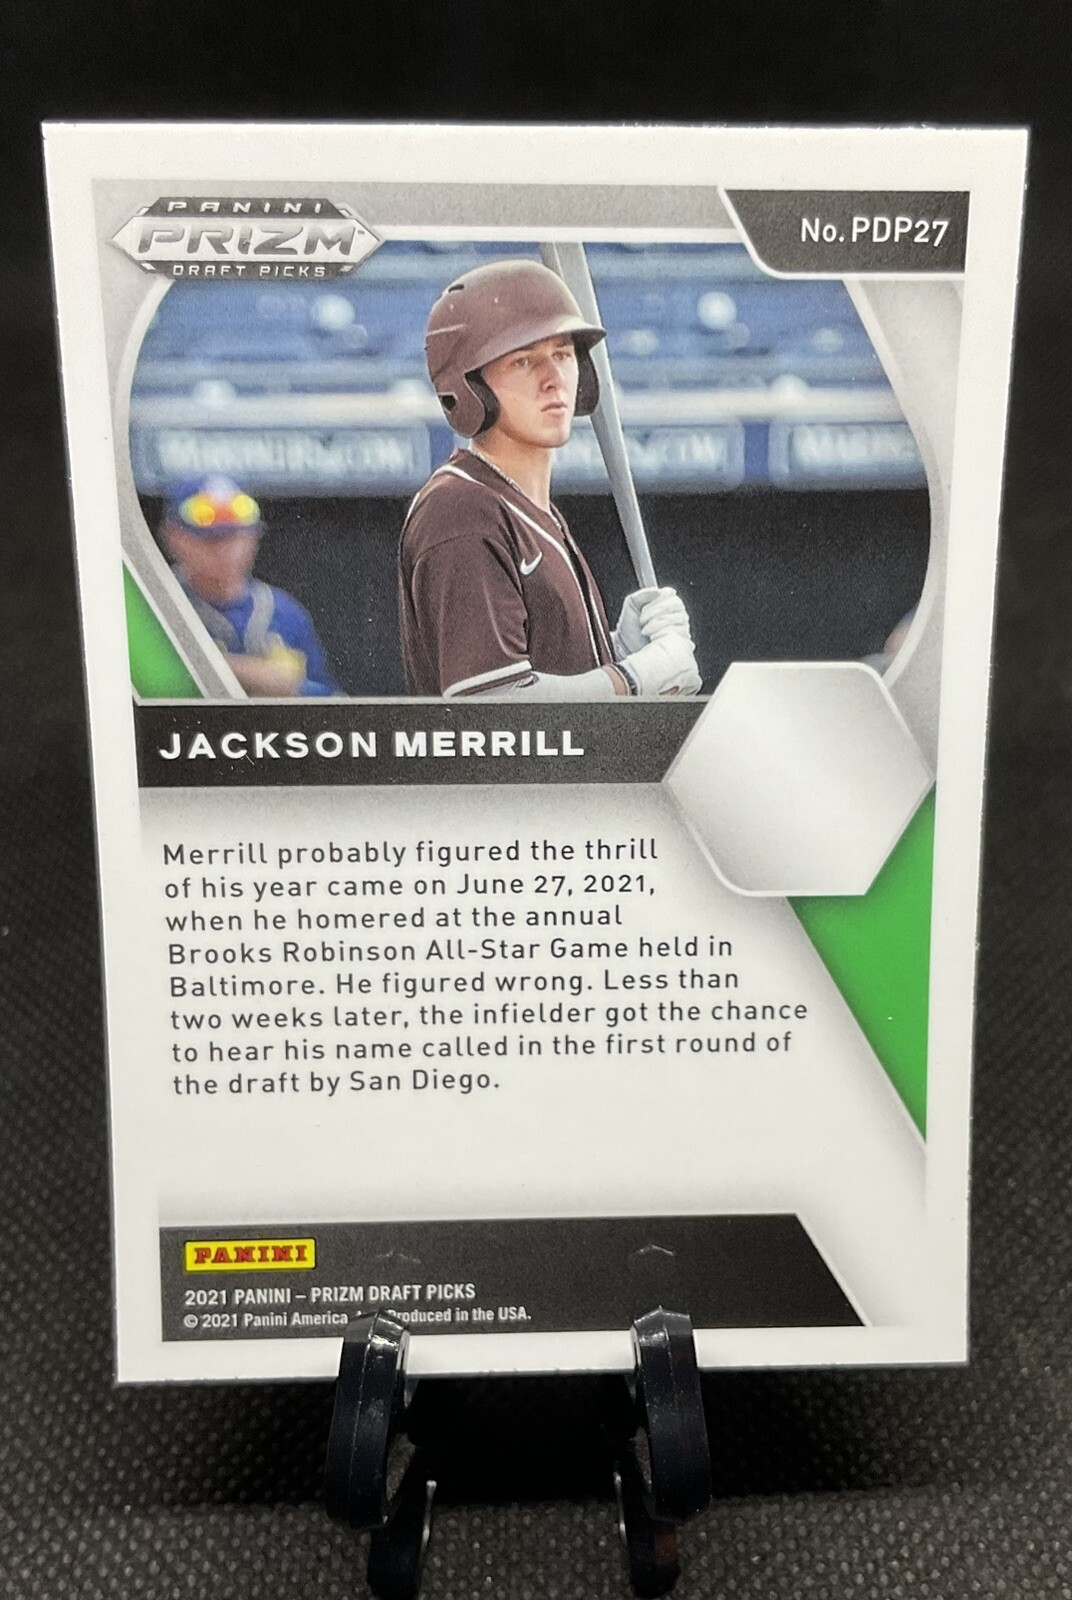 PANINI
PRIZM
DRAFT PICKS
No. PDP27
JACKSON MERRILL
Merrill probably figured the thrill
of his year came on June 27, 2021,
when he homered at the annual
Brooks Robinson All-Star Game held in
Baltimore. He figured wrong. Less than
two weeks later, the infielder got the chance
to hear his name called in the first round of
the draft by San Diego.
PANINI
2021 PANINI – PRIZM DRAFT PICKS
© 2021 Panini America Produced in the USA.